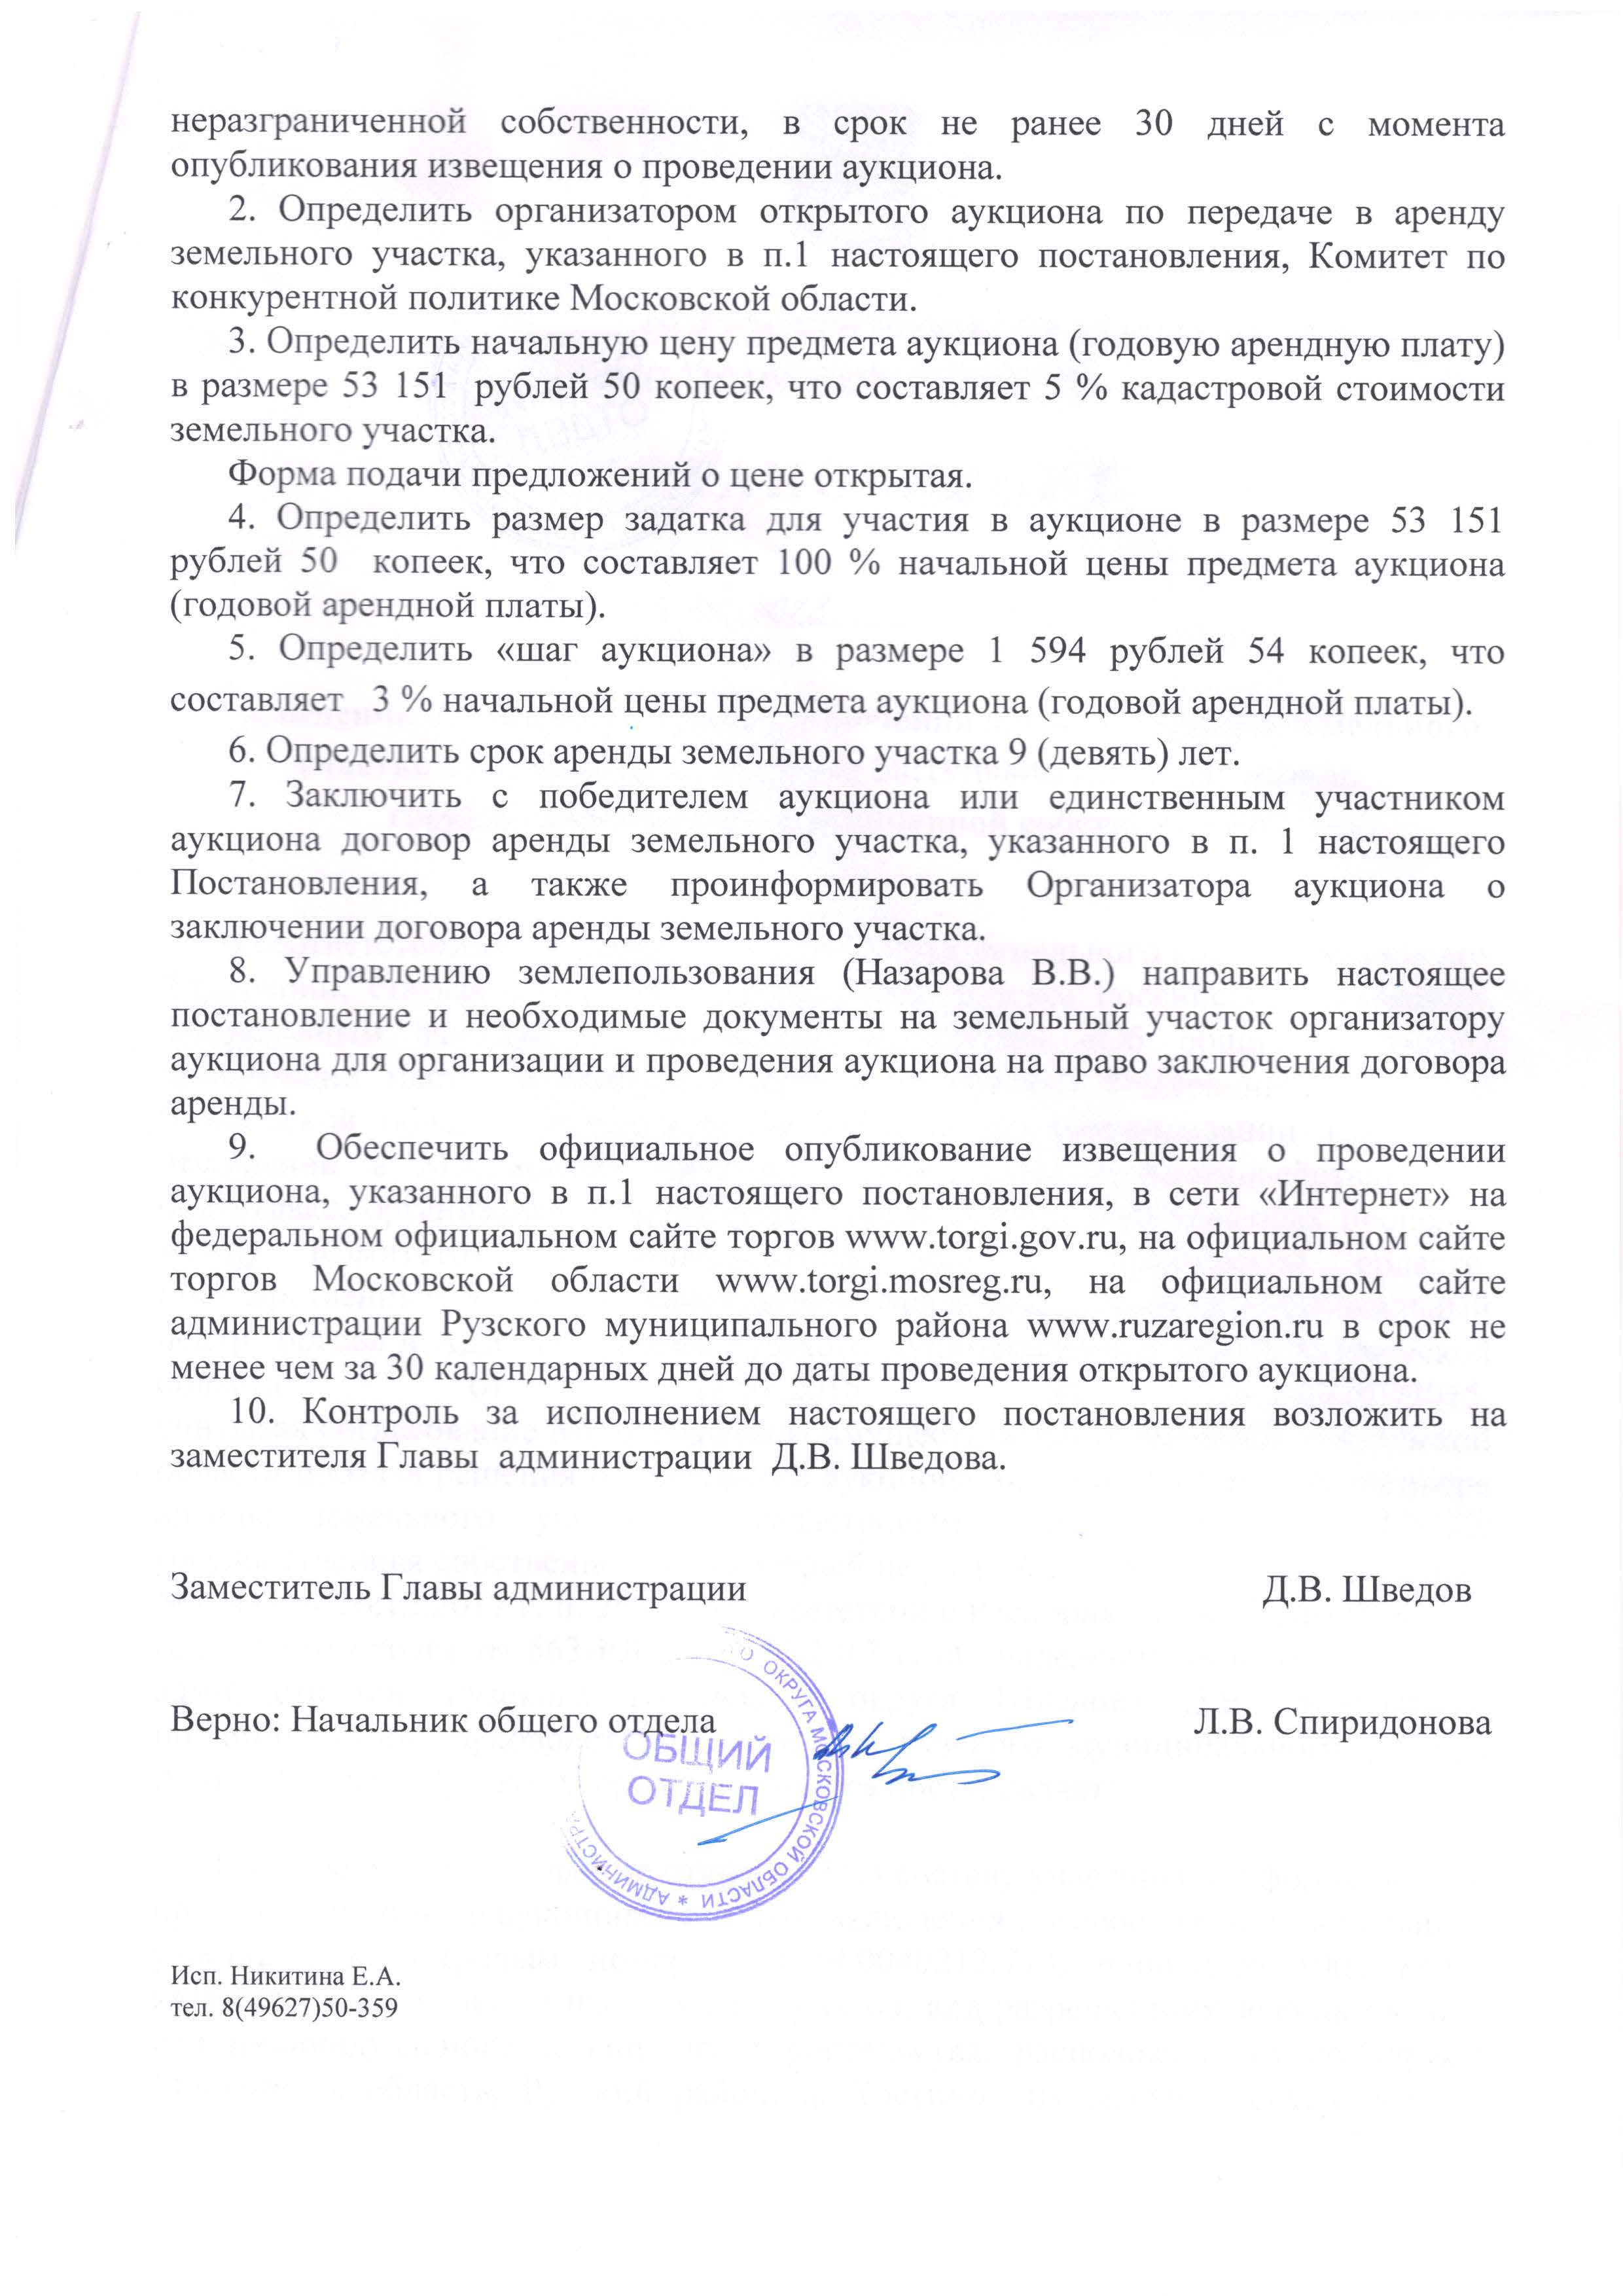 неразграниченной собственности, в срок не ранее 30 дней с момента
опубликования извещения о проведении аукциона.
2. Определить организатором открытого аукциона по передаче в аренду
земельного участка, указанного в п.1 настоящего постановления, Комитет по
конкурентной политике Московской области.
3. Определить начальную цену предмета аукциона (годовую арендную плату)
в размере 53 151 рублей 50 копеек, что составляет 5 % кадастровой стоимости
земельного участка.
Форма подачи предложений о цене открытая.
4. Определить размер задатка для участия в аукционе в размере 53 151
рублей 50 копеек, что составляет 100 % начальной цены предмета аукциона
(годовой арендной платы).
5. Определить «шаг аукциона» в размере 1 594 рублей 54 копеек, что
составляет 3 % начальной цены предмета аукциона (годовой арендной платы).
6. Определить срок аренды земельного участка 9 (девять) лет.
7. Заключить с победителем аукциона или единственным участником
аукциона договор аренды земельного участка, указанного в п. 1 настоящего
Постановления, а также проинформировать Организатора аукциона о
заключении договора аренды земельного участка.
8. Управлению землепользования (Назарова В.В.) направить настоящее
постановление и необходимые документы на земельный участок организатору
аукциона для организации и проведения аукциона на право заключения договора
аренды.
9. Обеспечить официальное опубликование извещения о проведении
аукциона, указанного в п.1 настоящего постановления, в сети «Интернет» на
федеральном официальном сайте торгов www.torgi.gov.ru, на официальном сайте
торгов Московской области www.torgi.mosreg.ru, на официальном сайте
администрации Рузского муниципального района www.ruzaregion.ru в срок не
менее чем за 30 календарных дней до даты проведения открытого аукциона.
10. Контроль за исполнением настоящего постановления возложить на
заместителя Главы администрации Д.В. Шведова.
Заместитель Главы администрации Д.В. Шведов
Верно: Начальник общего отдела Л.В. Спиридонова
ОБЩИЙ
ОТДЕЛ
ОКРУГА МОСКОВСКОЙ ОБЛАСТИ *
Исп. Никитина Е.А.
тел. 8(49627)50-359